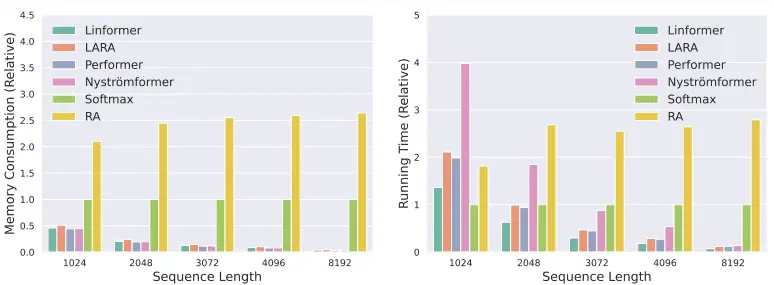 4.5
4.0
3.5
3.0
2.5
2.0
1.5
1.0
0.5
0.0
Memory Consumption (Relative)
Linformer
LARA
Performer
Nyströmformer
Softmax
RA
1024 2048 3072 4096 8192
Sequence Length
5
4
3
2
1
0
Running Time (Relative)
Linformer
LARA
Performer
Nyströmformer
Softmax
RA
1024 2048 3072 4096 8192
Sequence Length